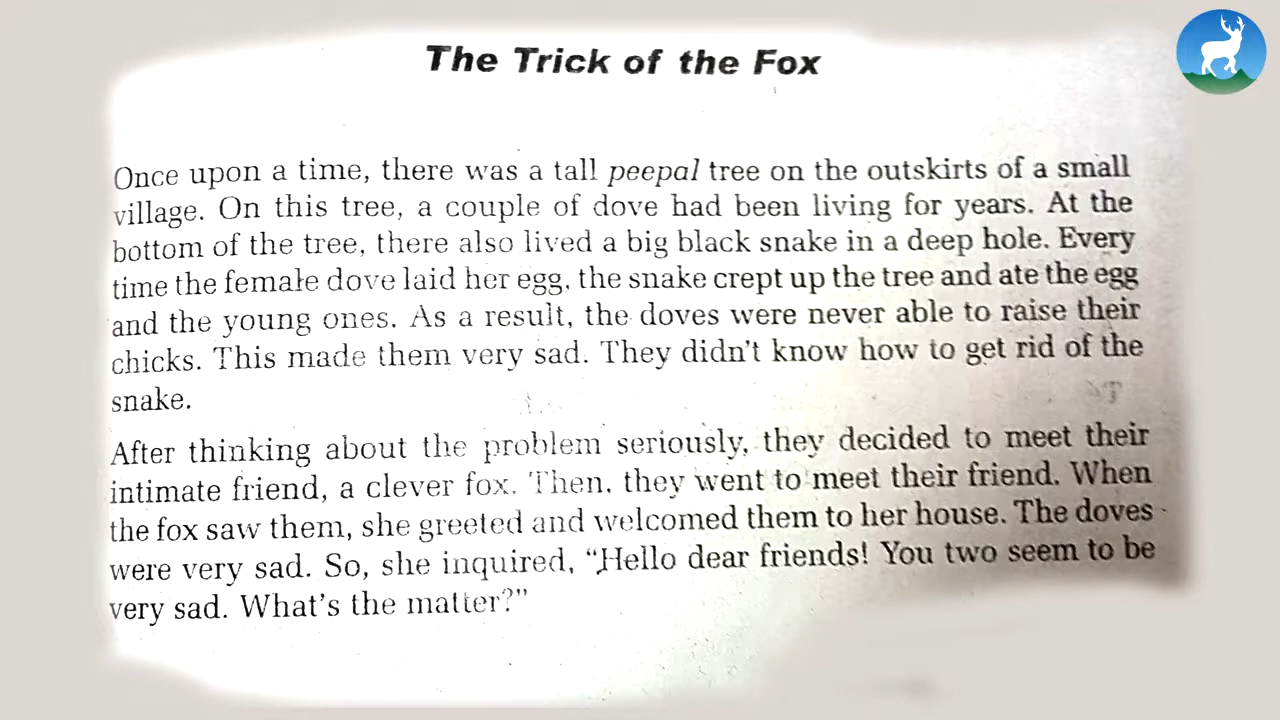 The Trick of the Fox
Once upon a time, there was a tall peepal tree on the outskirts of a small
village. On this tree, a couple of dove had been living for years. At the
bottom of the tree, there also lived a big black snake in a deep hole. Every
time the female dove laid her egg, the snake crept up the tree and ate the egg
and the young ones. As a result, the doves were never able to raise their
chicks. This made them very sad. They didn't know how to get rid of the
snake.
After thinking about the problem seriously, they decided to meet their
intimate friend, a clever fox. Then, they went to meet their friend. When
the fox saw them, she greeted and welcomed them to her house. The doves
were very sad. So, she inquired, “Hello dear friends! You two seem to be
very sad. What's the matter?”